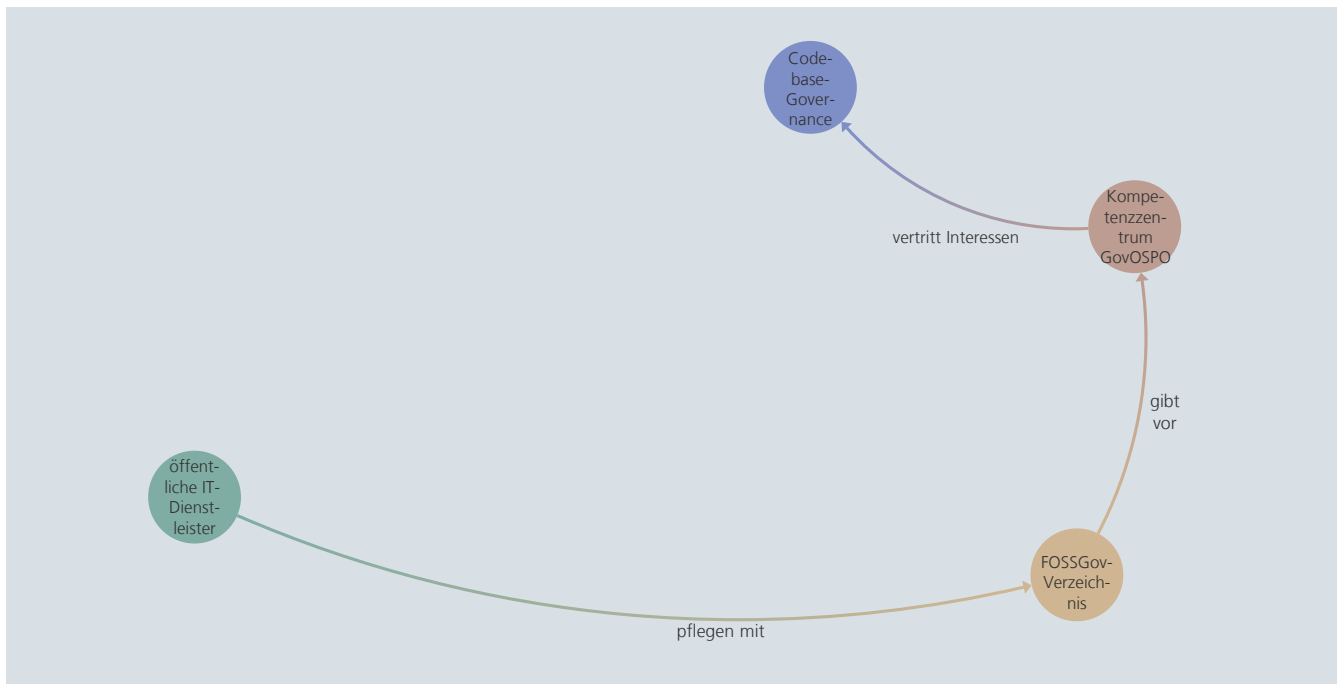 Code-
base-
Gover-
nance
Kompe-
tenzzen-
trum
GovOSPO
vertritt Interessen
gibt
vor
öffent-
liche IT-
Dienst-
leister
FOSSGov-
Verzeich-
nis
pflegen mit